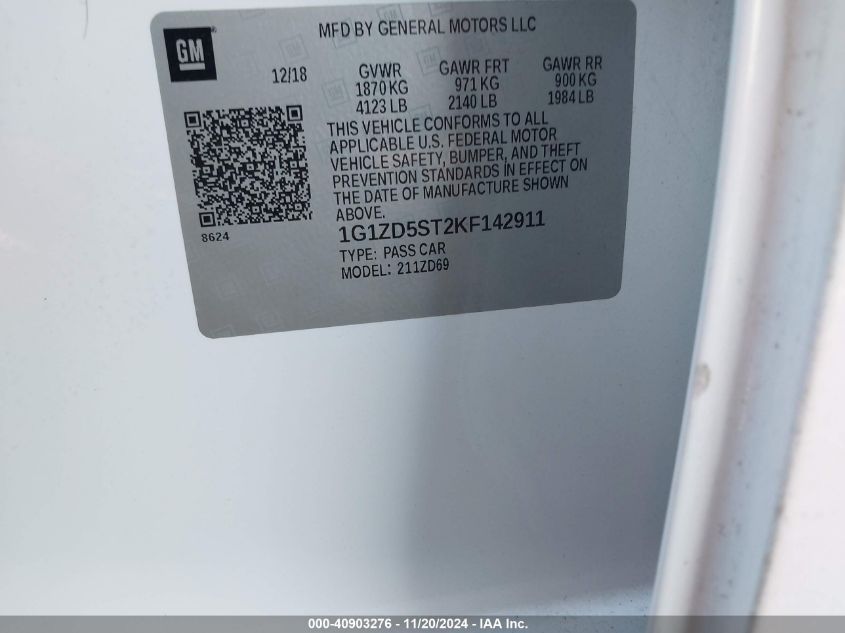 MFD BY GENERAL MOTORS LLC
GM
12/18
GVWR
1870 KG
4123 LB
GAWR FRT
971 KG
2140 LB
GAWR RR
900 KG
1984 LB
THIS VEHICLE CONFORMS TO ALL
APPLICABLE U.S. FEDERAL MOTOR
VEHICLE SAFETY, BUMPER, AND THEFT
PREVENTION STANDARDS IN EFFECT ON
THE DATE OF MANUFACTURE SHOWN
ABOVE.
8624
1G1ZD5ST2KF142911
TYPE: PASS CAR
MODEL: 211ZD69
000-40903276 - 11/20/2024 - IAA Inc.